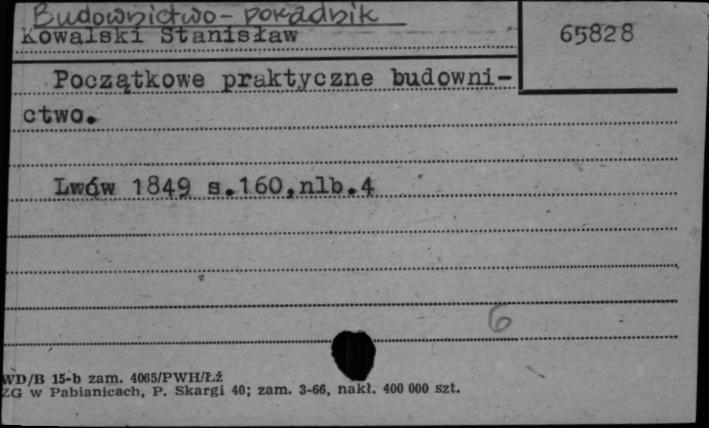 Budownictwo - poradnik
Kowalski Stanisław
65828
Początkowe praktyczne budowni-
ctwo.
Lwów 1849 s.160,nlb.4
6
WD/B 15-b zam. 4065/PWH/Łź
ZG w Pabianicach, P. Skargi 40; zam. 3-66, nakł. 400 000 szt.